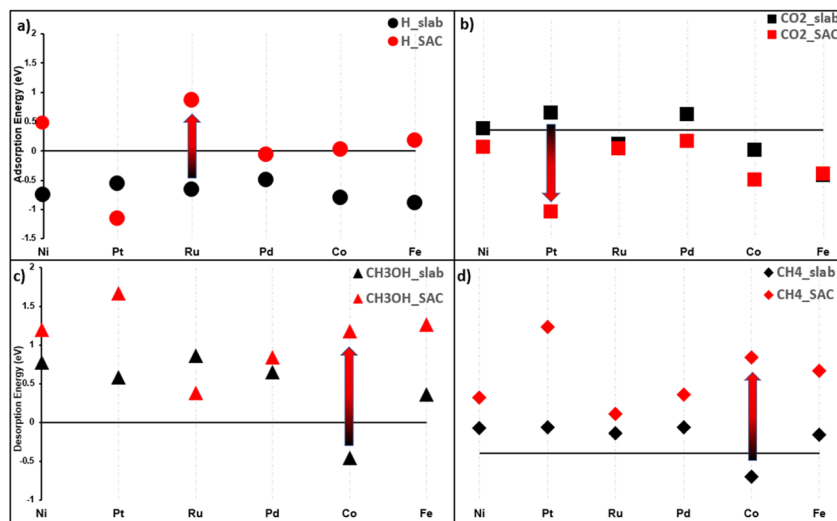 a)
H_slab
H_SAC
Adsorption Energy (eV)
2
1.5
1
0.5
0
-0.5
-1
-1.5
Ni Pt Ru Pd Co Fe
b)
CO2_slab
CO2_SAC
Ni Pt Ru Pd Co Fe
c)
CH3OH_slab
CH3OH_SAC
Desorption Energy (eV)
2
1.5
1
0.5
0
-0.5
-1
Ni Pt Ru Pd Co Fe
d)
CH4_slab
CH4_SAC
Ni Pt Ru Pd Co Fe